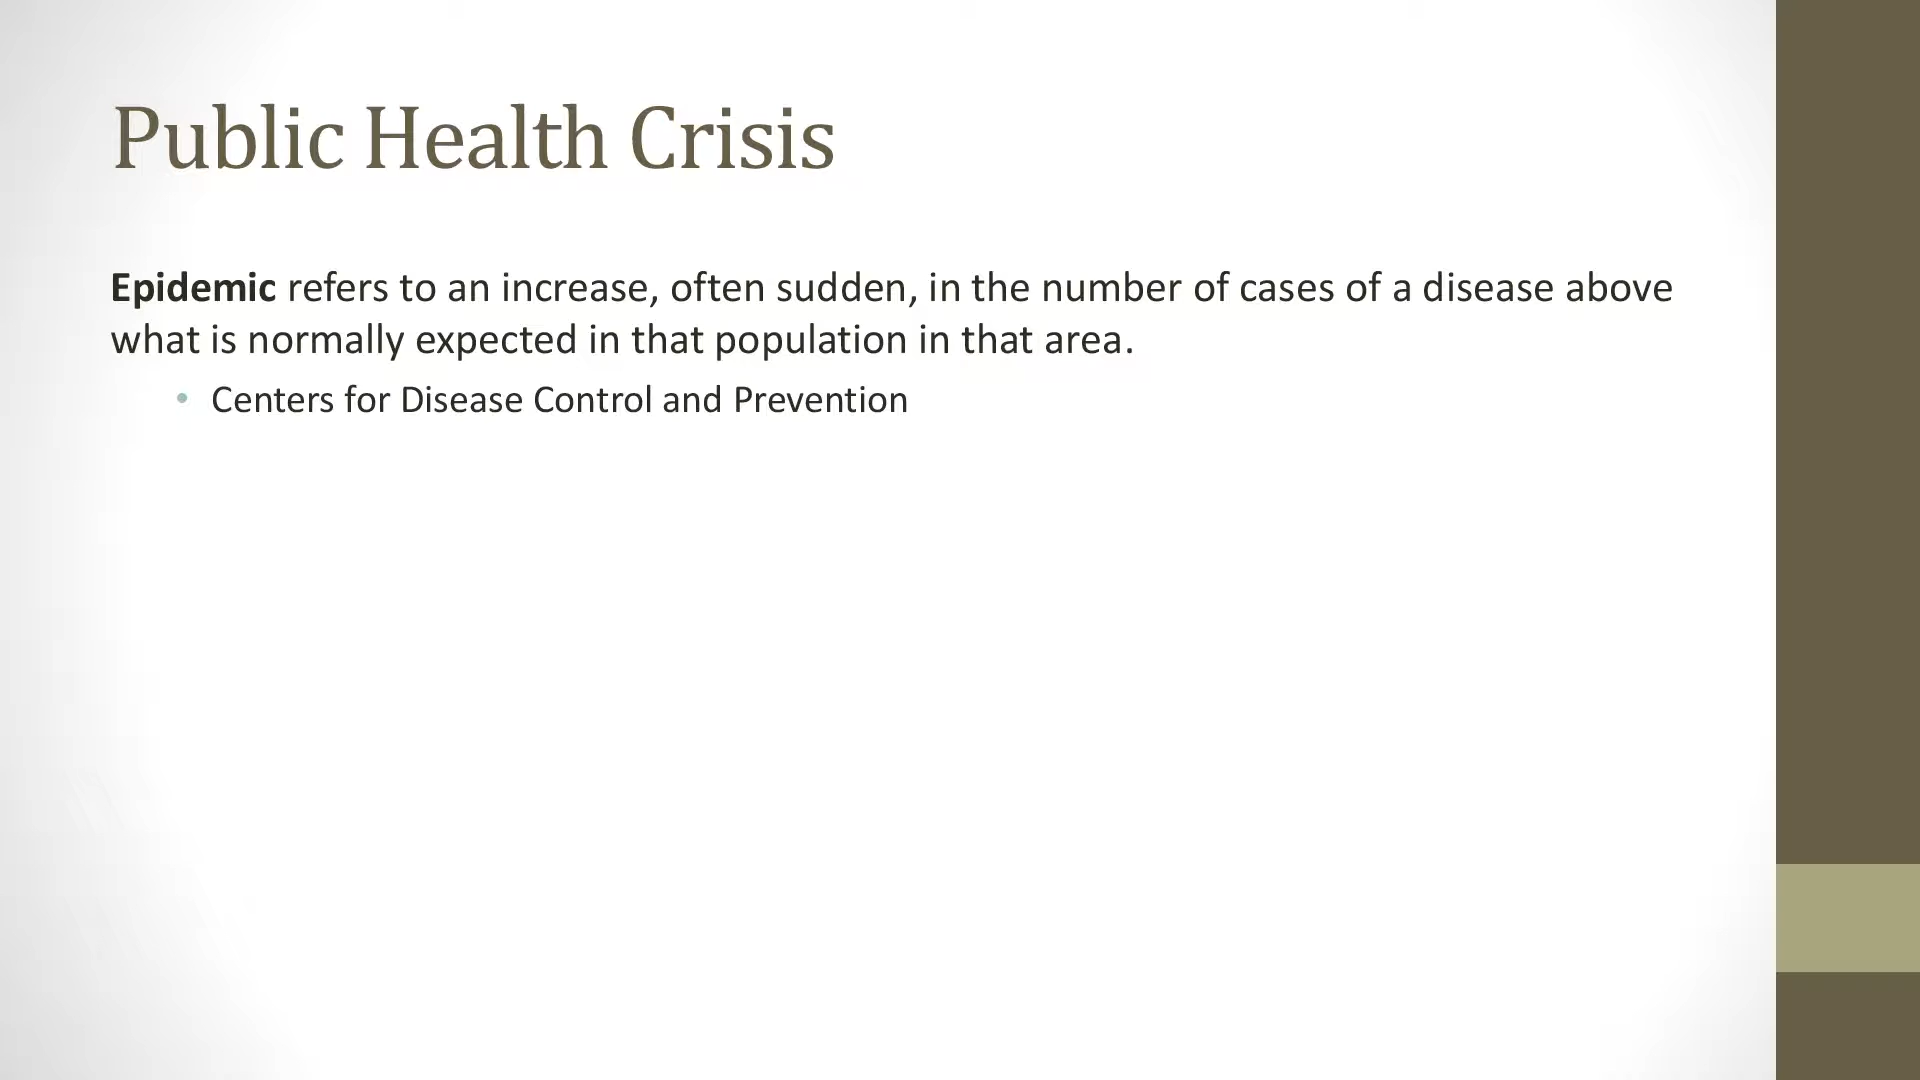 Public Health Crisis
Epidemic refers to an increase, often sudden, in the number of cases of a disease above
what is normally expected in that population in that area.
• Centers for Disease Control and Prevention